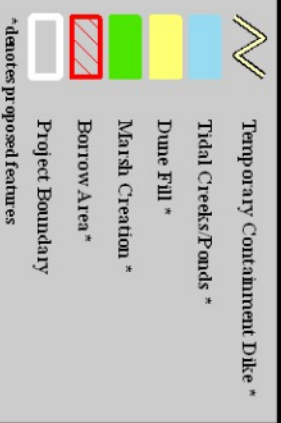 Temporary Containment Dike *
Tidal Creeks/Ponds *
Dune Fill *
Marsh Creation *
Borrow Area *
Project Boundary
*denotes proposed features